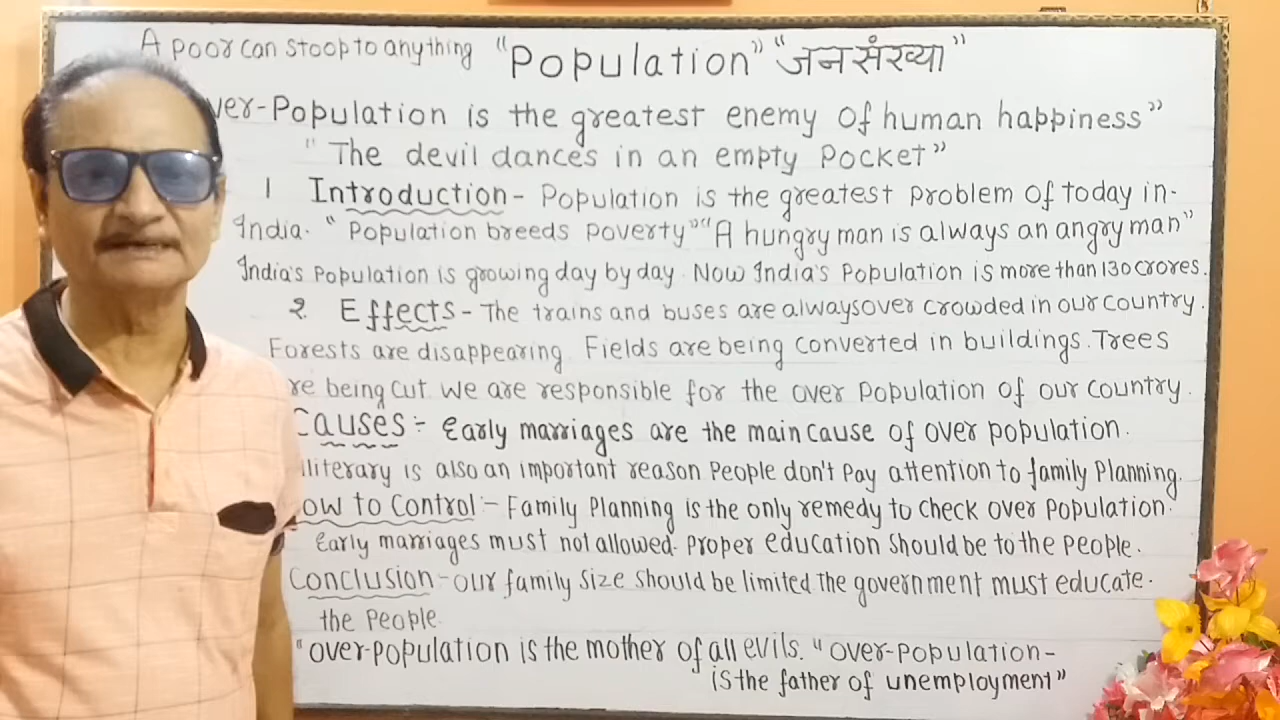 A poor can stoop to anything "Population" "जनसंख्या"
ver-Population is the greatest enemy of human happiness"
"The devil dances in an empty pocket"
1 Introduction - Population is the greatest problem of today in-
India. "Population breeds poverty" "A hungry man is always an angry man"
India's population is growing day by day. Now India's population is more than 130 crores.
2. Effects - The trains and buses are always over crowded in our country.
Forests are disappearing. Fields are being converted in buildings. Trees
re being cut we are responsible for the over population of our country.
Causes :- Early marriages are the main cause of over population.
lliterary is also an important reason people don't pay attention to family planning.
ow to control :- Family planning is the only remedy to check over population.
Early marriages must not allowed. proper education should be to the people.
Conclusion - our family size should be limited the government must educate.
the people.
"over-population is the mother of all evils. "over-population-
is the father of unemployment"